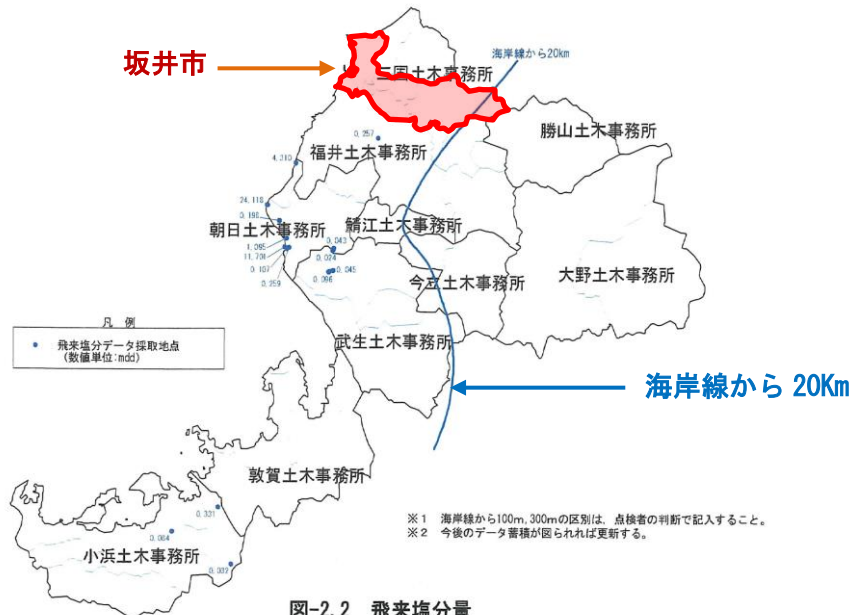 海岸線から20km
坂井市
三国土木事務所
勝山土木事務所
0.257
福井土木事務所
4.310
24.118
0.198
朝日土木事務所
鯖江土木事務所
1.095
0.043
11.701
0.024
0.107
0.045
0.259
0.096
今立土木事務所
大野土木事務所
凡 例
飛来塩分データ採取地点
(数値単位:mdd)
武生土木事務所
海岸線から 20Km
敦賀土木事務所
0.331
0.004
小浜土木事務所
※1 海岸線から100m,300mの区別は、点検者の判断で記入すること。
※2 今後のデータ蓄積が図られれば更新する。
図-2.2 飛来塩分量